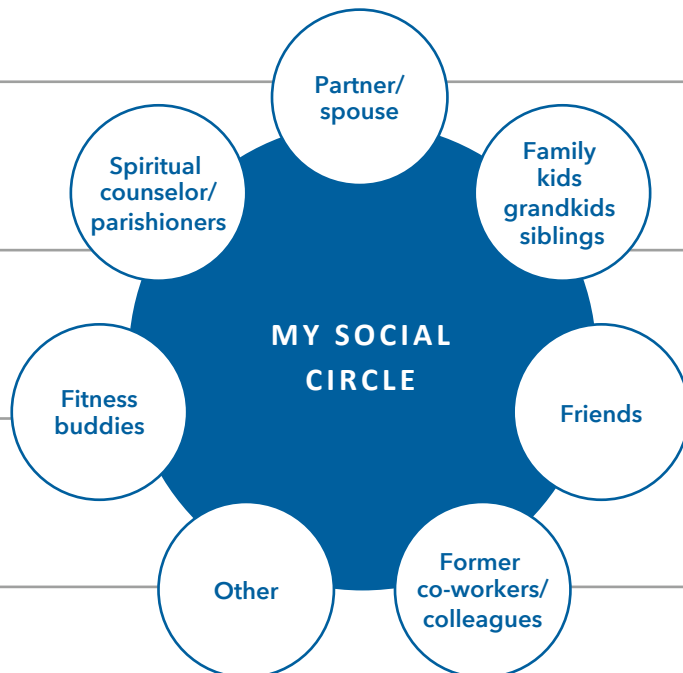 Partner/
spouse
Family
kids
grandkids
siblings
Spiritual
counselor/
parishioners
MY SOCIAL
CIRCLE
Fitness
buddies
Friends
Other
Former
co-workers/
colleagues